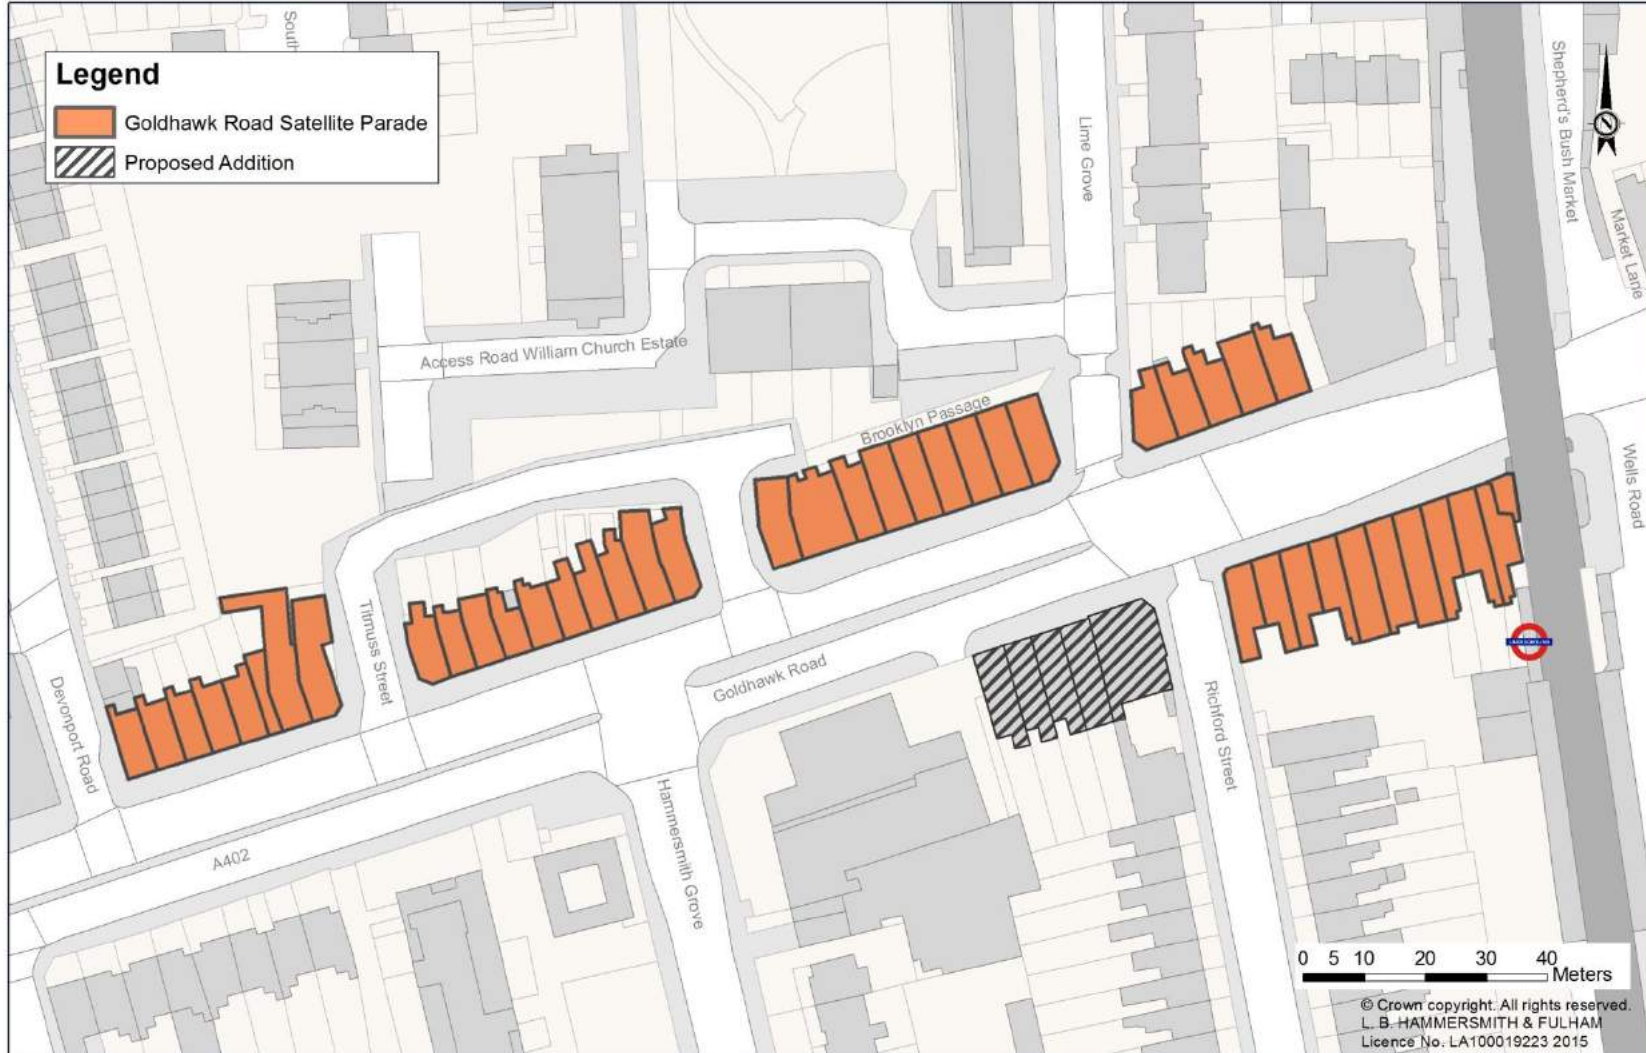 South
Legend
Goldhawk Road Satellite Parade
Proposed Addition
Shepherd's Bush Market
Market Lane
Lime Grove
Access Road William Church Estate
Brooklyn Passage
Wells Road
Titmuss Street
Devonport Road
Goldhawk Road
Richford Street
Hammersmith Grove
A402
UNDERGROUND
0 5 10 20 30 40
Meters
© Crown copyright. All rights reserved.
L. B. HAMMERSMITH & FULHAM
Licence No. LA100019223 2015